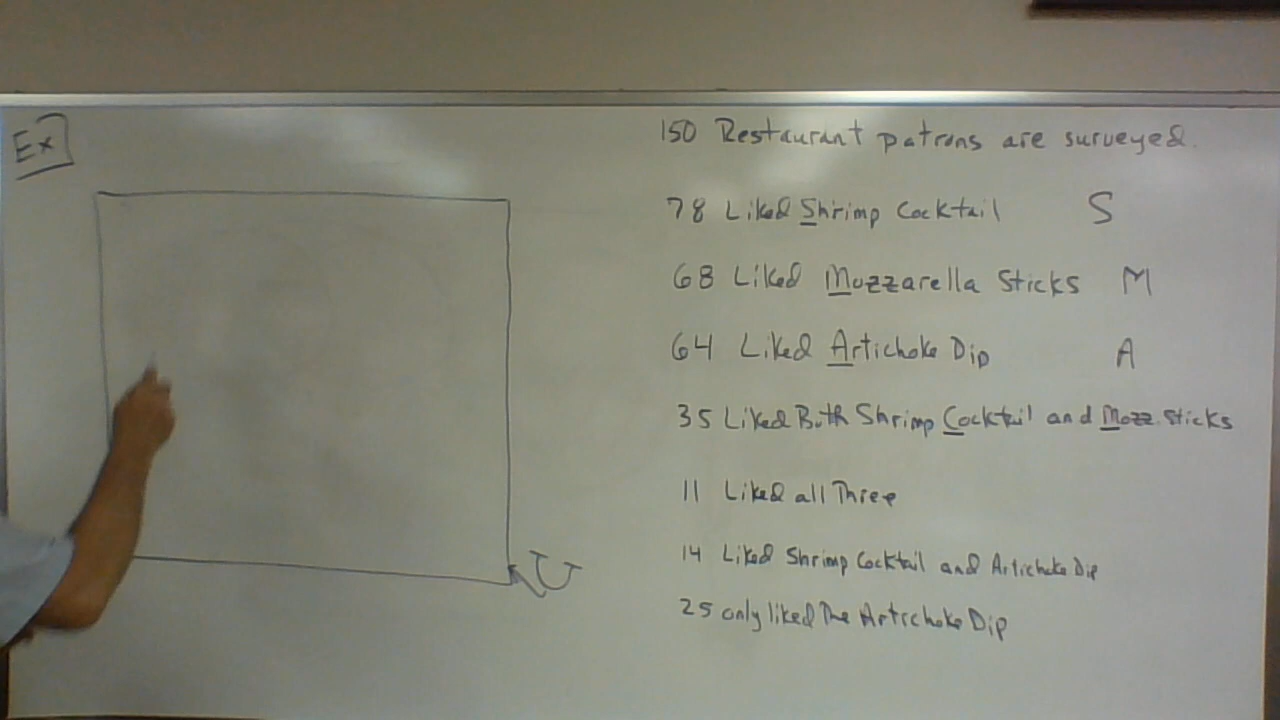 Ex
150 Restaurant patrons are surveyed.
78 Liked Shrimp Cocktail S
68 Liked Mozzarella Sticks M
64 Liked Artichoke Dip A
35 Liked Both Shrimp Cocktail and Mozz. Sticks
11 Liked all Three
14 Liked Shrimp Cocktail and Artichoke Dip
25 only liked The Artichoke Dip
U